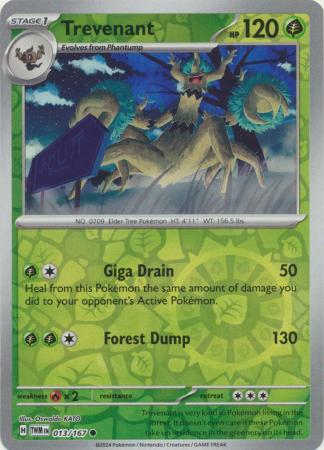 STAGE 1
Trevenant
HP 120
Evolves from Phantump
NO. 0709 Elder Tree Pokémon HT: 4'11" WT: 156.5 lbs.
Giga Drain 50
Heal from this Pokémon the same amount of damage you did to your opponent's Active Pokémon.
Forest Dump 130
weakness ×2 resistance retreat
Illus. Oswaldo KATO
H TWM EN 013/167
Trevenant is very kind to Pokémon living in the
forest. It doesn't even care if these Pokémon
take up residence in the greenery on its head.
©2024 Pokémon / Nintendo / Creatures / GAME FREAK